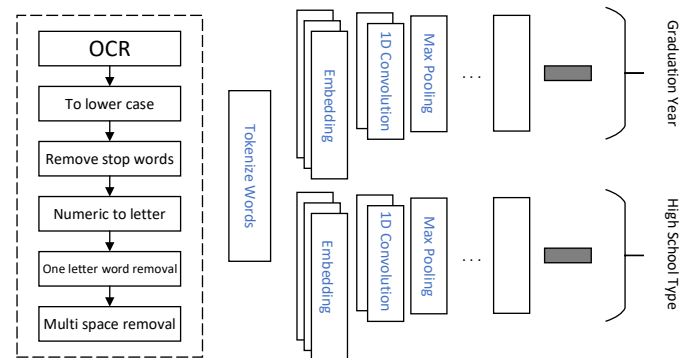 OCR
To lower case
Remove stop words
Numeric to letter
One letter word removal
Multi space removal
Tokenize Words
Embedding
1D Convolution
Max Pooling
...
Graduation Year
Embedding
1D Convolution
Max Pooling
...
High School Type